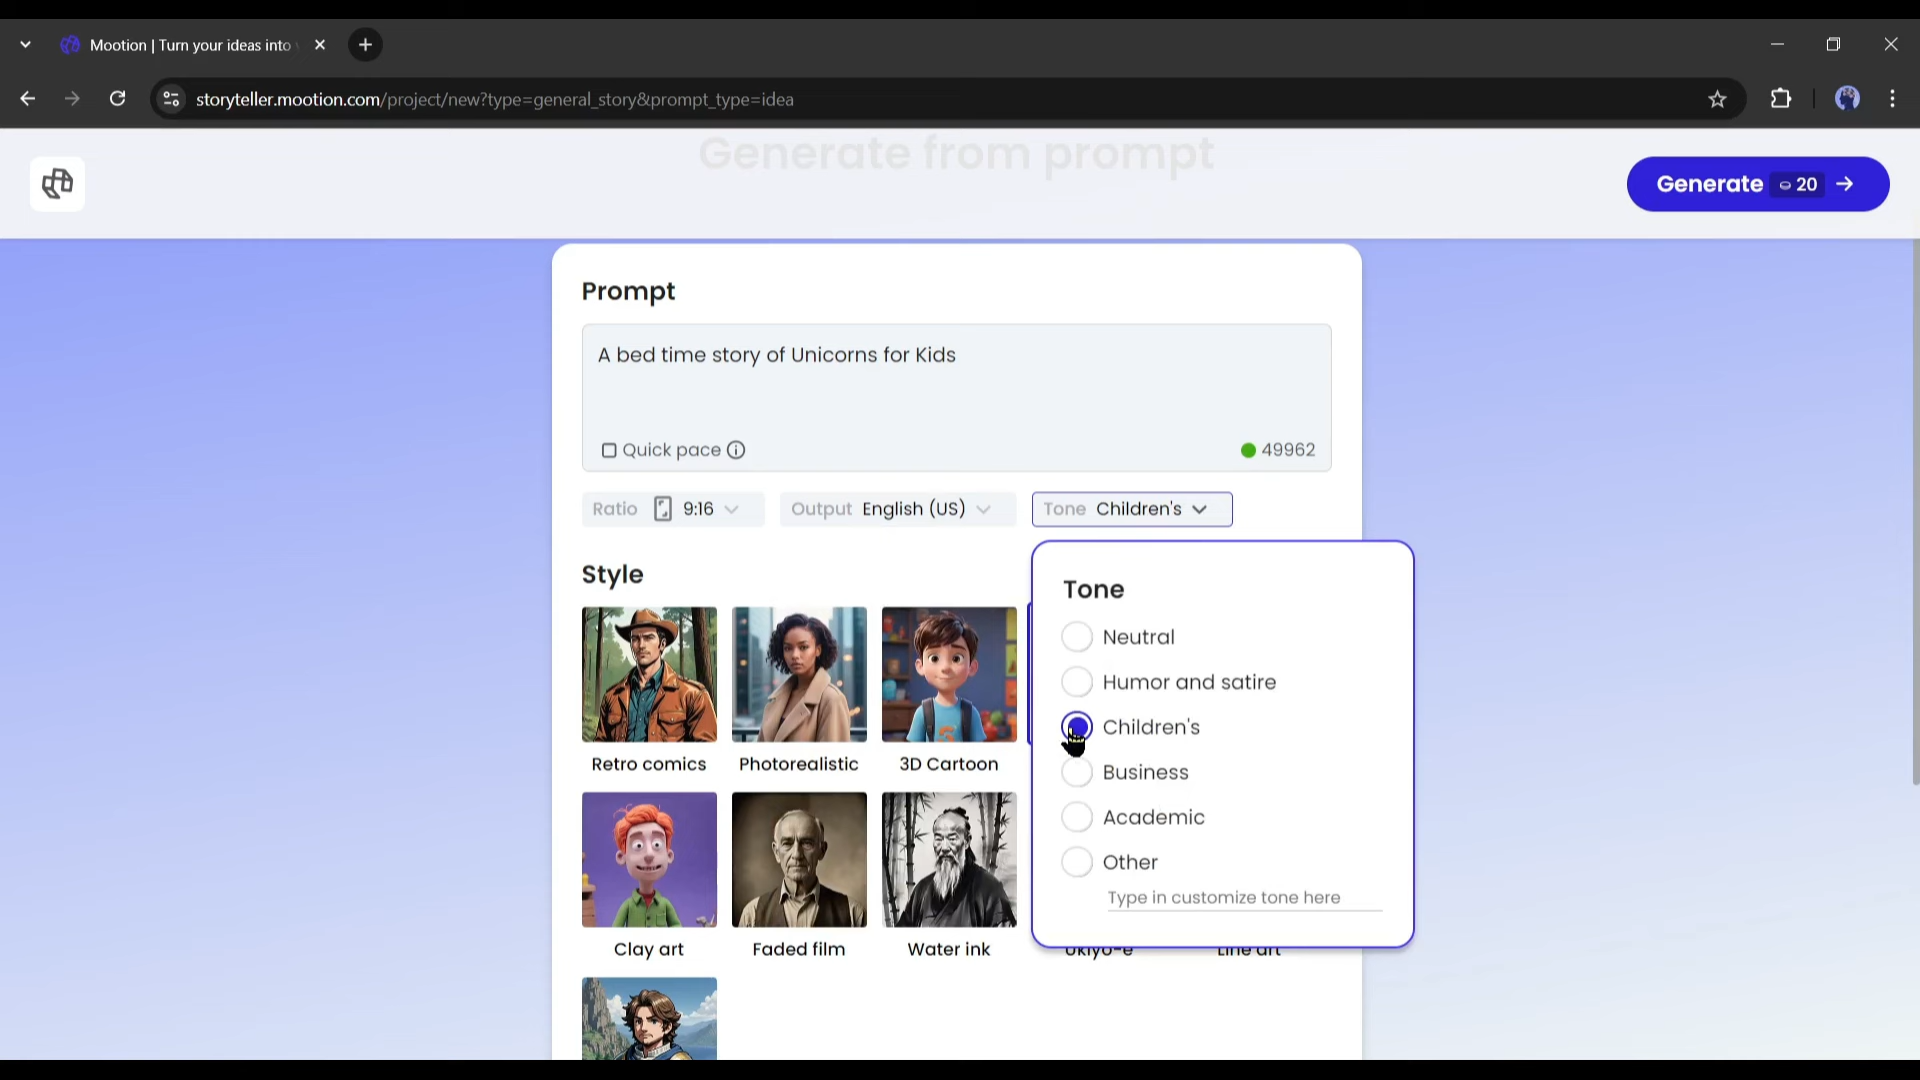 Mootion | Turn your ideas into
storyteller.mootion.com/project/new?type=general_story&prompt_type=idea
Generate from prompt
Generate 20
Prompt
A bed time story of Unicorns for Kids
Quick pace
49962
Ratio 9:16
Output English (US)
Tone Children's
Style
Retro comics
Photorealistic
3D Cartoon
Clay art
Faded film
Water ink
Ukiyo-e
Line art
Tone
Neutral
Humor and satire
Children's
Business
Academic
Other
Type in customize tone here